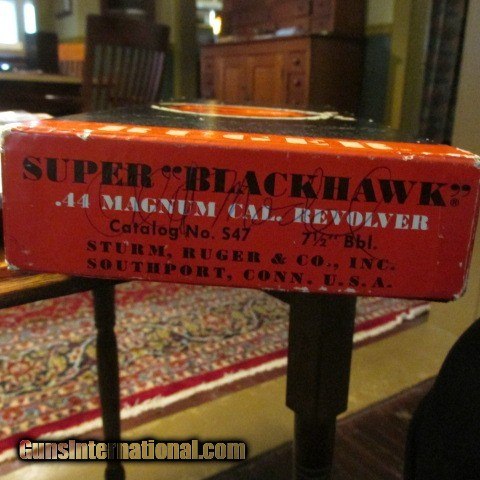 RUGER
SUPER "BLACKHAWK"®
.44 MAGNUM CAL. REVOLVER
Catalog No. S47 7½" Bbl.
STURM, RUGER & CO., INC.
SOUTHPORT, CONN. U.S.A.
GunsInternational.com